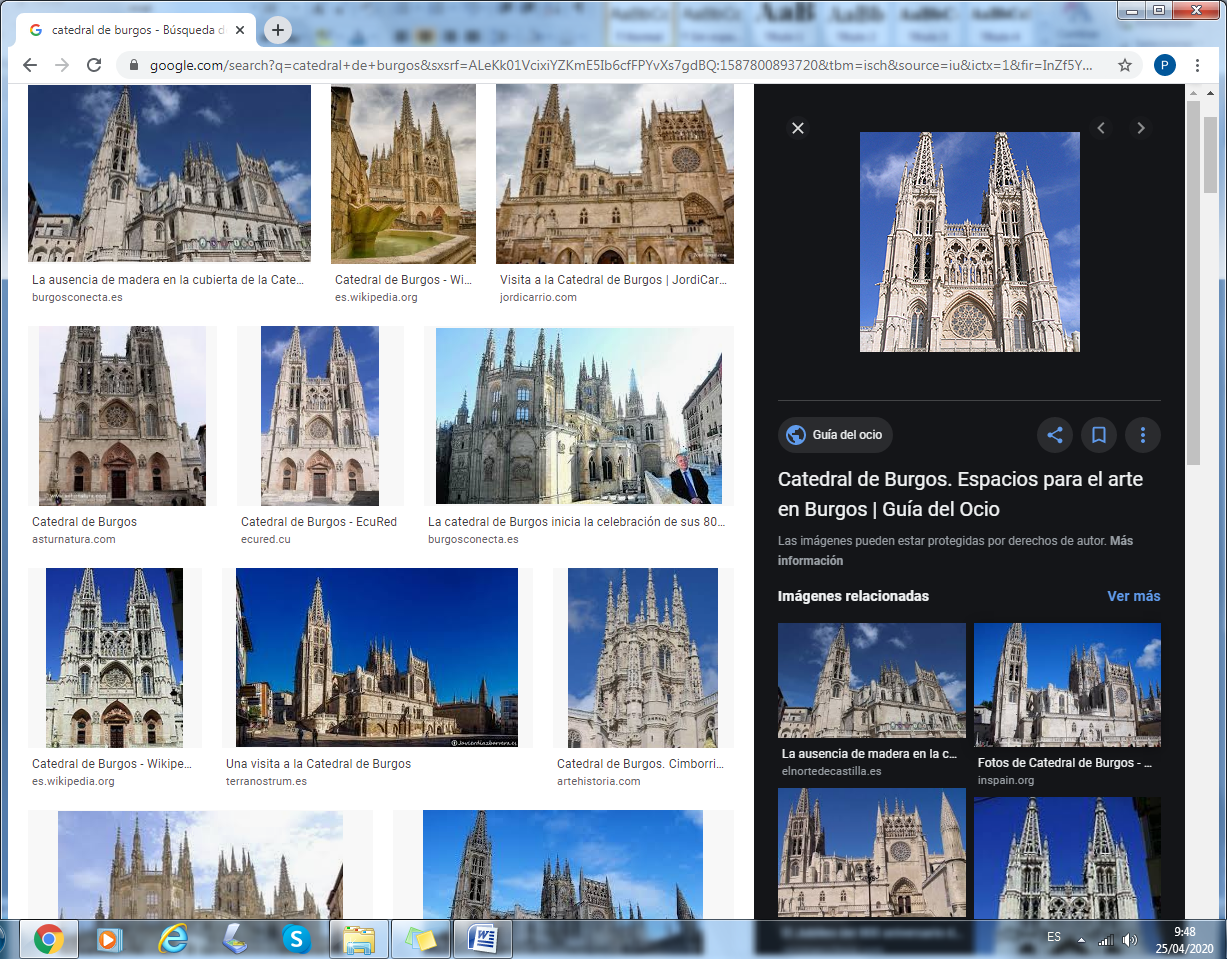 catedral de burgos - Búsqueda d
google.com/search?q=catedral+de+burgos&sxsrf=ALeKk01VcixiYZKmE5Ib6cfFPYvXs7gdBQ:1587800893720&tbm=isch&source=iu&ictx=1&fir=InZf5Y...
P
La ausencia de madera en la cubierta de la Cate...
burgosconecta.es
Catedral de Burgos - Wi...
es.wikipedia.org
Visita a la Catedral de Burgos | JordiCar...
jordicarrio.com
Catedral de Burgos
asturnatura.com
Catedral de Burgos - EcuRed
ecured.cu
La catedral de Burgos inicia la celebración de sus 80...
burgosconecta.es
Catedral de Burgos - Wikipe...
es.wikipedia.org
Una visita a la Catedral de Burgos
terranostrum.es
Catedral de Burgos. Cimborri...
artehistoria.com
Guía del ocio
Catedral de Burgos. Espacios para el arte
en Burgos | Guía del Ocio
Las imágenes pueden estar protegidas por derechos de autor. Más
información
Imágenes relacionadas
Ver más
La ausencia de madera en la c...
elnortedecastilla.es
Fotos de Catedral de Burgos - ...
inspain.org
ES
9:48
25/04/2020